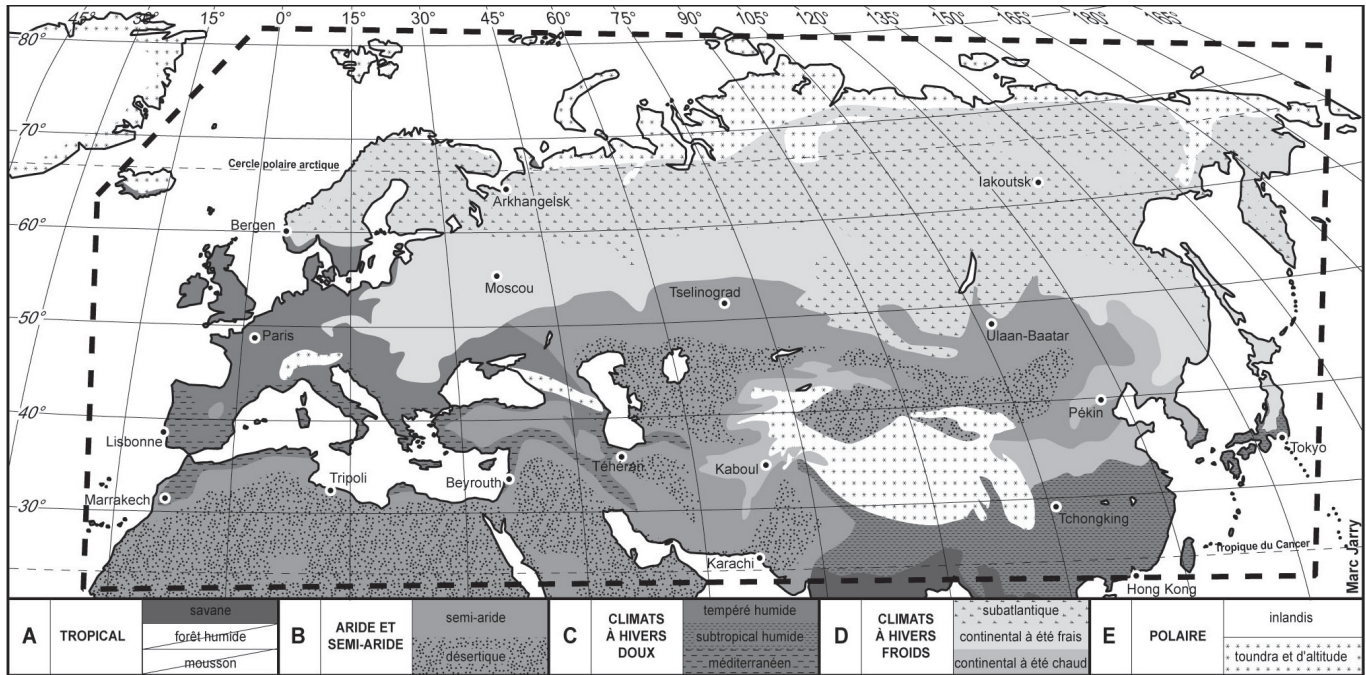 45° 30° 15° 0° 15° 30° 45° 60° 75° 90° 105° 120° 135° 150° 165° 180° 165°
80°
70°
Cercle polaire arctique
Iakoutsk
Arkhangelsk
Bergen
60°
Moscou
Tselinograd
50°
Paris
Ulaan-Baatar
40°
Pékin
Lisbonne
Tokyo
Téhéran
Kaboul
Tripoli
Beyrouth
Marrakech
30°
Tchongking
Tropique du Cancer
Karachi
Hong Kong
Marc Jarry
A TROPICAL
savane
forêt humide
mousson
B ARIDE ET
SEMI-ARIDE
semi-aride
désertique
C CLIMATS
À HIVERS
DOUX
tempéré humide
subtropical humide
méditerranéen
D CLIMATS
À HIVERS
FROIDS
subatlantique
continental à été frais
continental à été chaud
E POLAIRE
inlandis
toundra et d'altitude